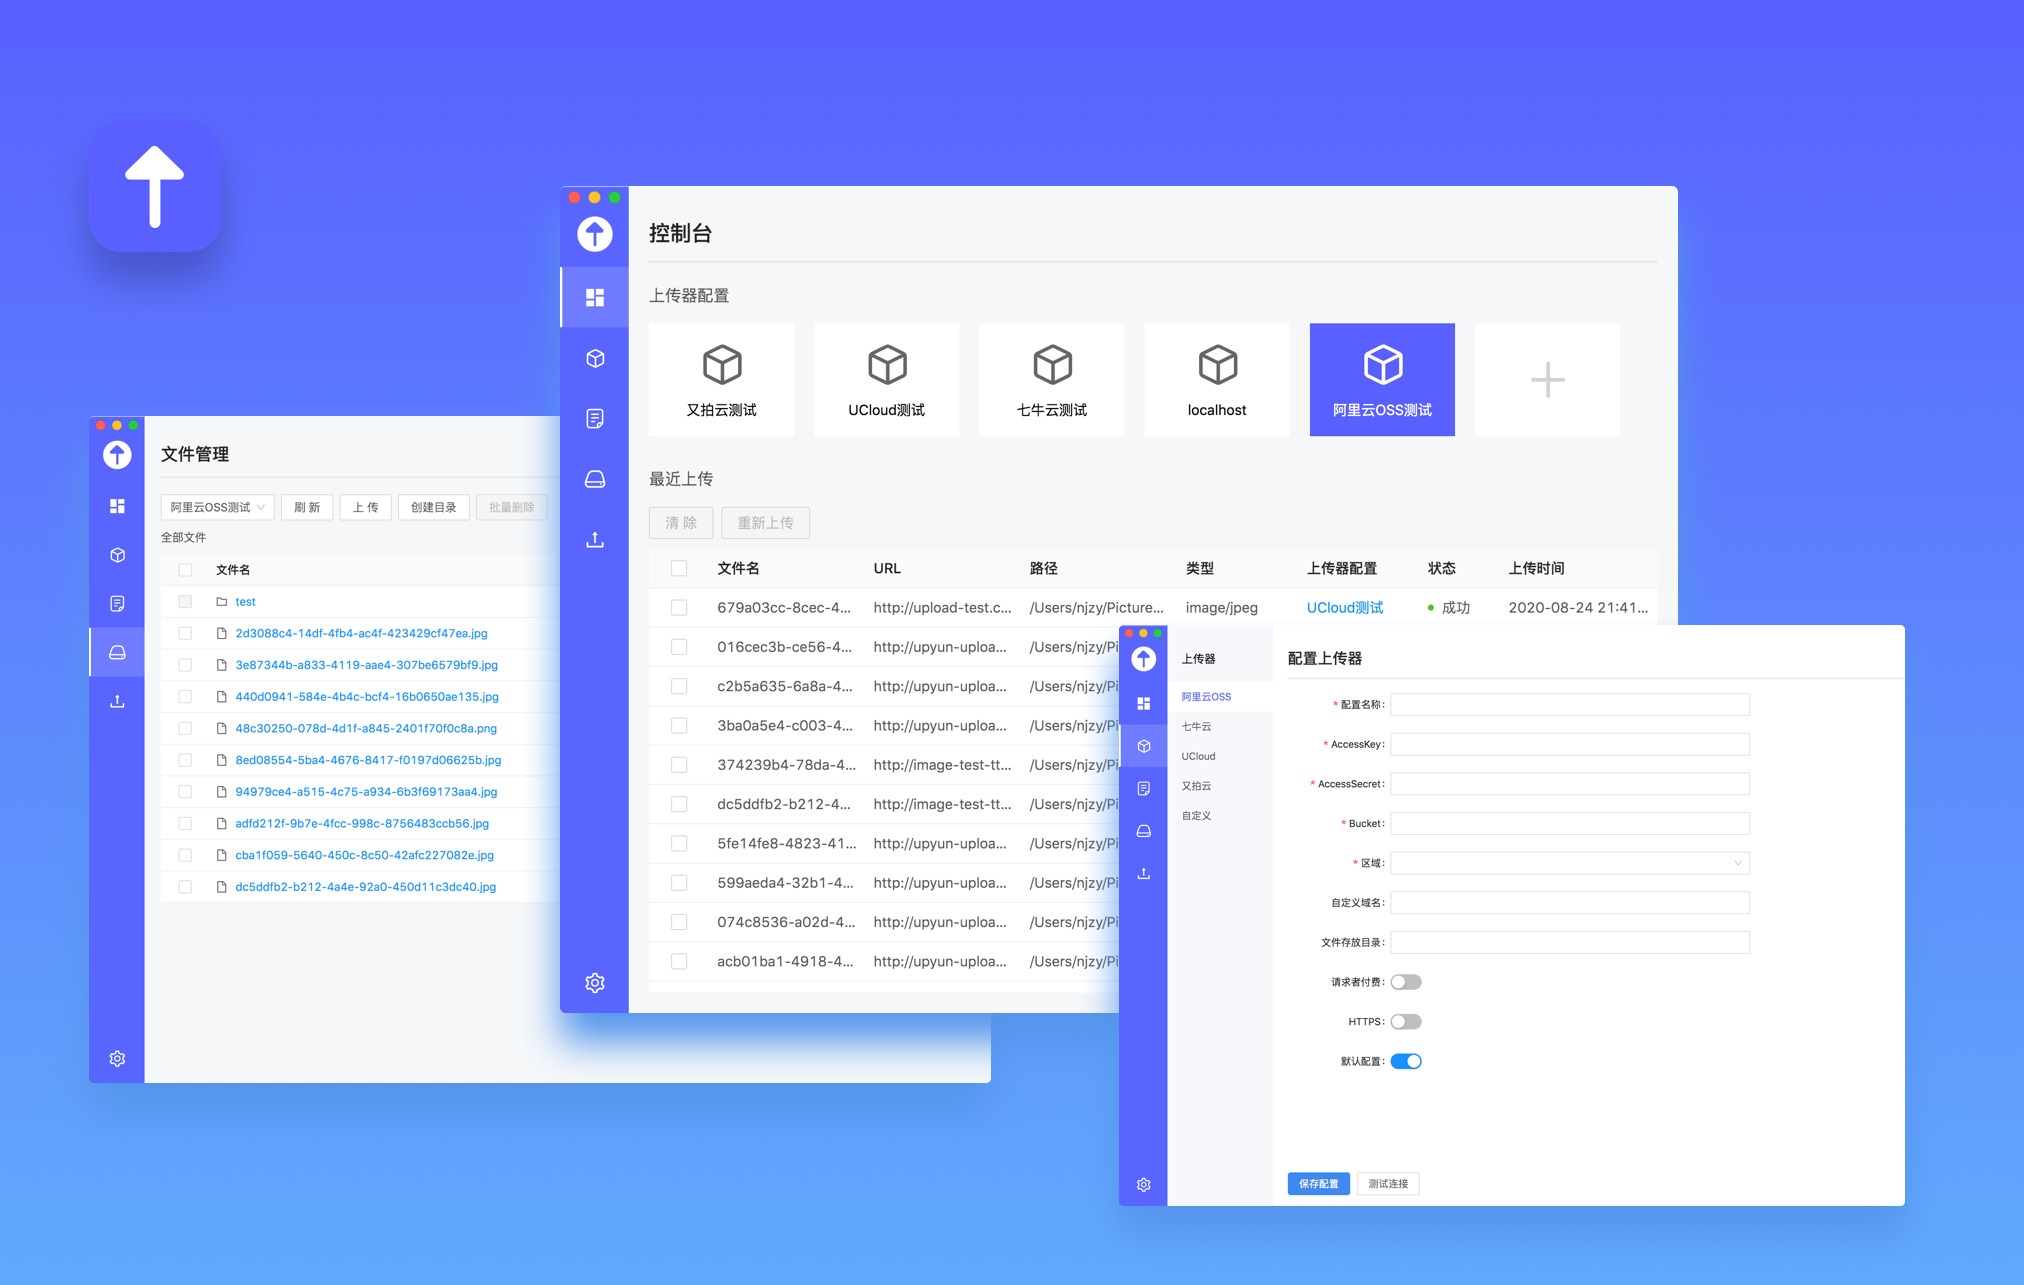 控制台
上传器配置
又拍云测试
UCloud测试
七牛云测试
localhost
阿里云OSS测试
最近上传
清 除 重新上传
文件名 URL 路径 类型 上传器配置 状态 上传时间
679a03cc-8cec-4... http://upload-test.c... /Users/njzy/Picture... image/jpeg UCloud测试 成功 2020-08-24 21:41...
016cec3b-ce56-4... http://upyun-uploa... /Users/njzy/Pi
c2b5a635-6a8a-4... http://upyun-uploa... /Users/njzy/Pi
3ba0a5e4-c003-4... http://upyun-uploa... /Users/njzy/Pi
374239b4-78da-4... http://image-test-tt... /Users/njzy/Pi
dc5ddfb2-b212-4... http://image-test-tt... /Users/njzy/Pi
5fe14fe8-4823-41... http://upyun-uploa... /Users/njzy/Pi
599aeda4-32b1-4... http://upyun-uploa... /Users/njzy/Pi
074c8536-a02d-4... http://upyun-uploa... /Users/njzy/Pi
acb01ba1-4918-4... http://upyun-uploa... /Users/njzy/Pi
文件管理
阿里云OSS测试 刷 新 上 传 创建目录 批量删除
全部文件
文件名
test
2d3088c4-14df-4fb4-ac4f-423429cf47ea.jpg
3e87344b-a833-4119-aae4-307be6579bf9.jpg
440d0941-584e-4b4c-bcf4-16b0650ae135.jpg
48c30250-078d-4d1f-a845-2401f70f0c8a.png
8ed08554-5ba4-4676-8417-f0197d06625b.jpg
94979ce4-a515-4c75-a934-6b3f69173aa4.jpg
adfd212f-9b7e-4fcc-998c-8756483ccb56.jpg
cba1f059-5640-450c-8c50-42afc227082e.jpg
dc5ddfb2-b212-4a4e-92a0-450d11c3dc40.jpg
上传器
阿里云OSS
七牛云
UCloud
又拍云
自定义
配置上传器
* 配置名称:
* AccessKey:
* AccessSecret:
* Bucket:
* 区域:
自定义域名:
文件存放目录:
请求者付费:
HTTPS:
默认配置:
保存配置 测试连接